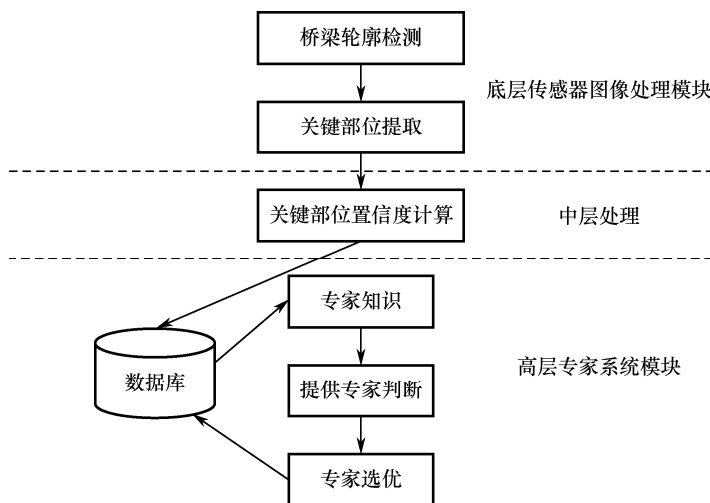 桥梁轮廓检测
底层传感器图像处理模块
关键部位提取
关键部位置信度计算
中层处理
专家知识
数据库
高层专家系统模块
提供专家判断
专家选优